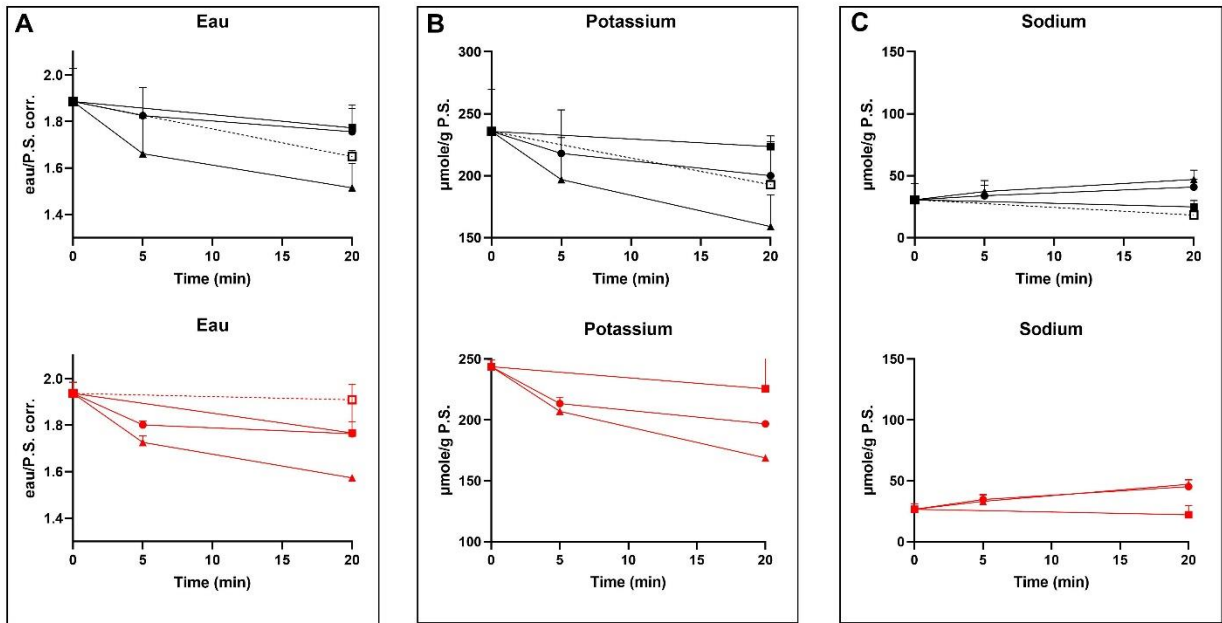 A
Eau
eau/P.S. corr.
2.0
1.8
1.6
1.4
0 5 10 15 20
Time (min)
Eau
eau/P.S. corr.
2.0
1.8
1.6
1.4
0 5 10 15 20
Time (min)
B
Potassium
µmole/g P.S.
300
250
200
150
0 5 10 15 20
Time (min)
Potassium
µmole/g P.S.
250
200
150
100
0 5 10 15 20
Time (min)
C
Sodium
µmole/g P.S.
150
100
50
0
0 5 10 15 20
Time (min)
Sodium
µmole/g P.S.
150
100
50
0
0 5 10 15 20
Time (min)